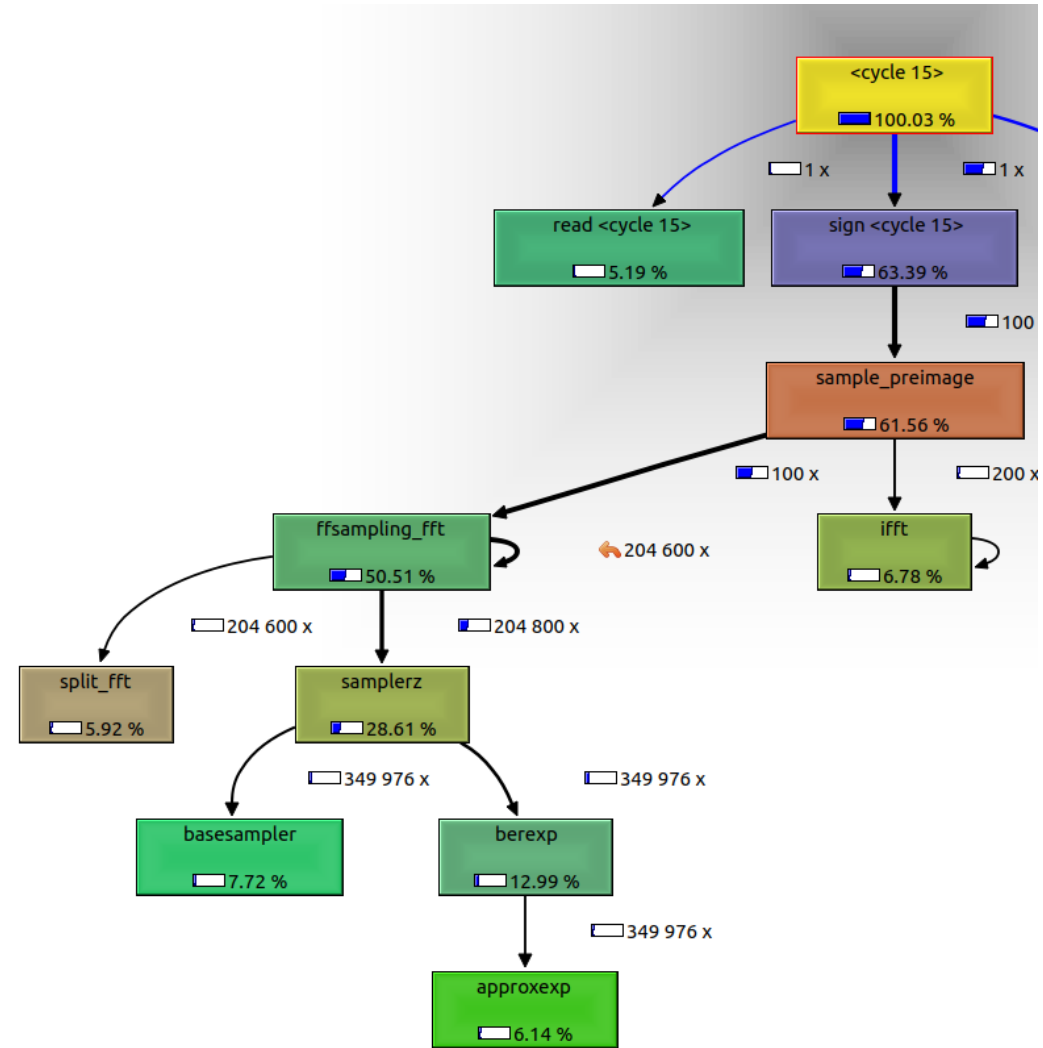 <cycle 15>
100.03 %
1 x
1 x
read <cycle 15>
5.19 %
sign <cycle 15>
63.39 %
100
sample_preimage
61.56 %
100 x
200 x
ffsampling_fft
50.51 %
204 600 x
ifft
6.78 %
204 600 x
204 800 x
split_fft
5.92 %
samplerz
28.61 %
349 976 x
349 976 x
basesampler
7.72 %
berexp
12.99 %
349 976 x
approxexp
6.14 %